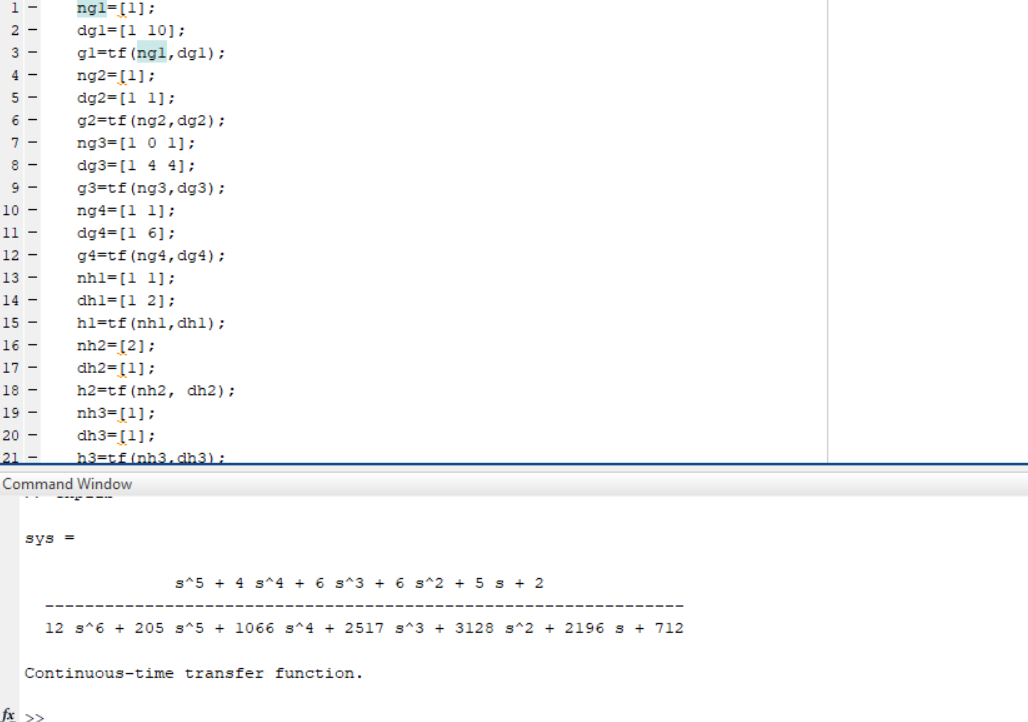 1 – ng1=[1];
2 – dg1=[1 10];
3 – g1=tf(ng1,dg1);
4 – ng2=[1];
5 – dg2=[1 1];
6 – g2=tf(ng2,dg2);
7 – ng3=[1 0 1];
8 – dg3=[1 4 4];
9 – g3=tf(ng3,dg3);
10 – ng4=[1 1];
11 – dg4=[1 6];
12 – g4=tf(ng4,dg4);
13 – nh1=[1 1];
14 – dh1=[1 2];
15 – h1=tf(nh1,dh1);
16 – nh2=[2];
17 – dh2=[1];
18 – h2=tf(nh2, dh2);
19 – nh3=[1];
20 – dh3=[1];
21 – h3=tf(nh3,dh3);
Command Window
sys =
s^5 + 4 s^4 + 6 s^3 + 6 s^2 + 5 s + 2
----------------------------------------------------------------
12 s^6 + 205 s^5 + 1066 s^4 + 2517 s^3 + 3128 s^2 + 2196 s + 712
Continuous-time transfer function.
fx >>